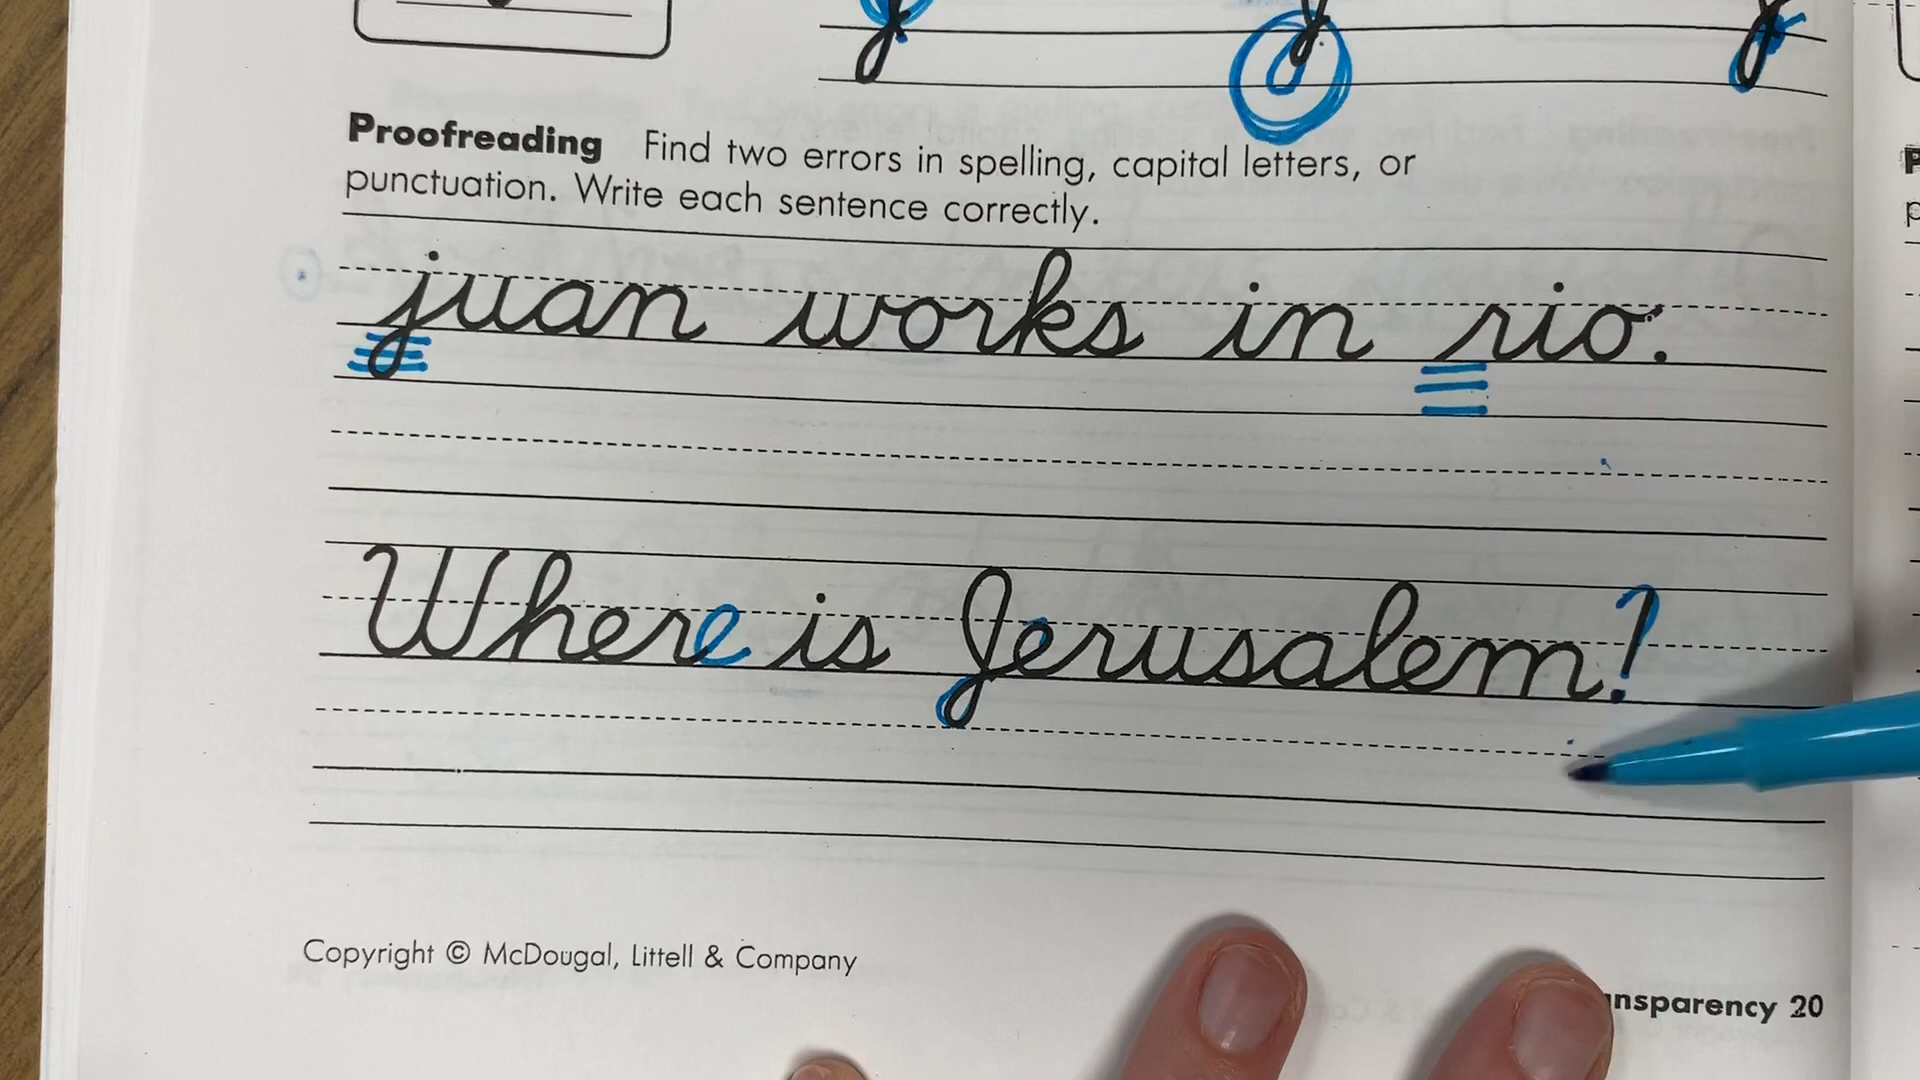 Proofreading Find two errors in spelling, capital letters, or
punctuation. Write each sentence correctly.
juan works in rio.
Where is Jerusalem?
Copyright © McDougal, Littell & Company
nsparency 20